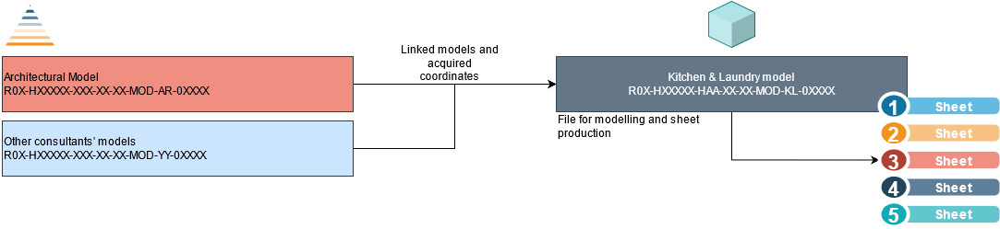 Architectural Model
R0X-HXXXXX-XXX-XX-XX-MOD-AR-0XXXX
Other consultants' models
R0X-HXXXXX-XXX-XX-XX-MOD-YY-0XXXX
Linked models and
acquired
coordinates
Kitchen & Laundry model
R0X-HXXXXX-HAA-XX-XX-MOD-KL-0XXXX
File for modelling and sheet
production
1 Sheet
2 Sheet
3 Sheet
4 Sheet
5 Sheet